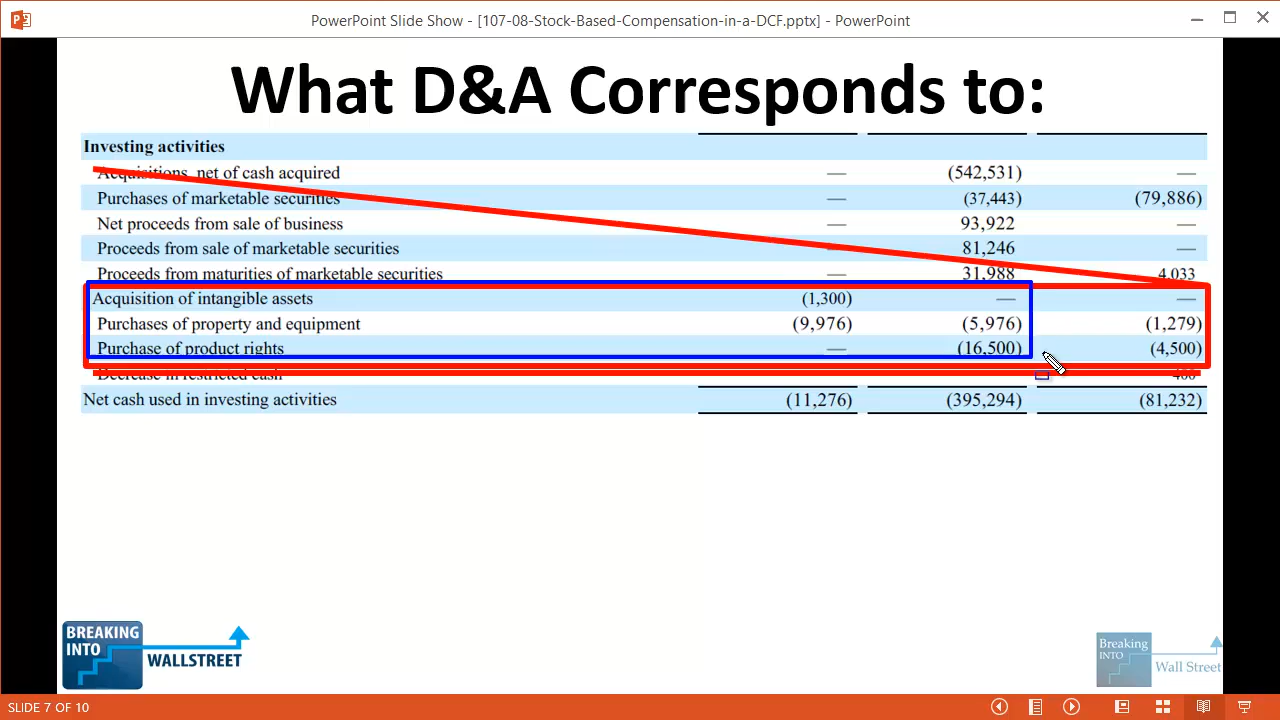 PowerPoint Slide Show - [107-08-Stock-Based-Compensation-in-a-DCF.pptx] - PowerPoint
What D&A Corresponds to:
Investing activities
Acquisitions, net of cash acquired — (542,531) —
Purchases of marketable securities — (37,443) (79,886)
Net proceeds from sale of business — 93,922 —
Proceeds from sale of marketable securities — 81,246 —
Proceeds from maturities of marketable securities — 31,988 4,033
Acquisition of intangible assets (1,300) — —
Purchases of property and equipment (9,976) (5,976) (1,279)
Purchase of product rights — (16,500) (4,500)
Decrease in restricted cash 400
Net cash used in investing activities (11,276) (395,294) (81,232)
BREAKING
INTO
WALLSTREET
Breaking
INTO
Wall Street
SLIDE 7 OF 10